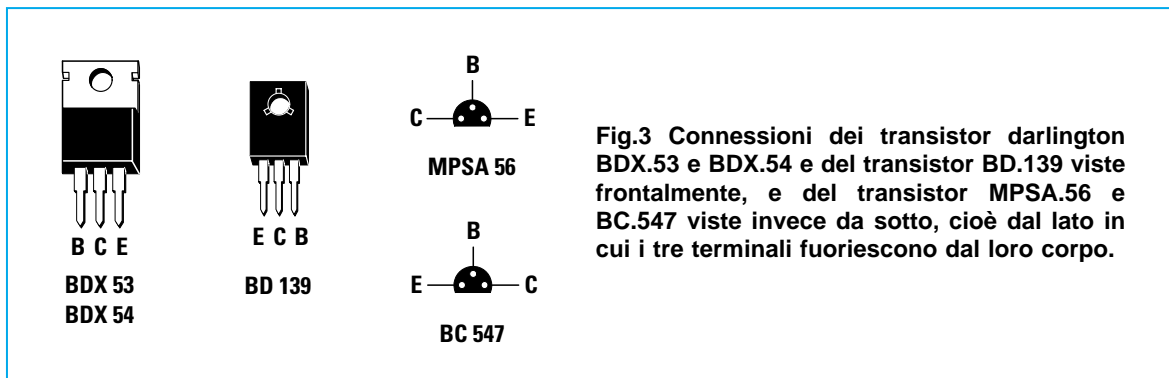 B C E
BDX 53
BDX 54
E C B
BD 139
B
C E
MPSA 56
B
E C
BC 547
Fig.3 Connessioni dei transistor darlington
BDX.53 e BDX.54 e del transistor BD.139 viste
frontalmente, e del transistor MPSA.56 e
BC.547 viste invece da sotto, cioè dal lato in
cui i tre terminali fuoriescono dal loro corpo.